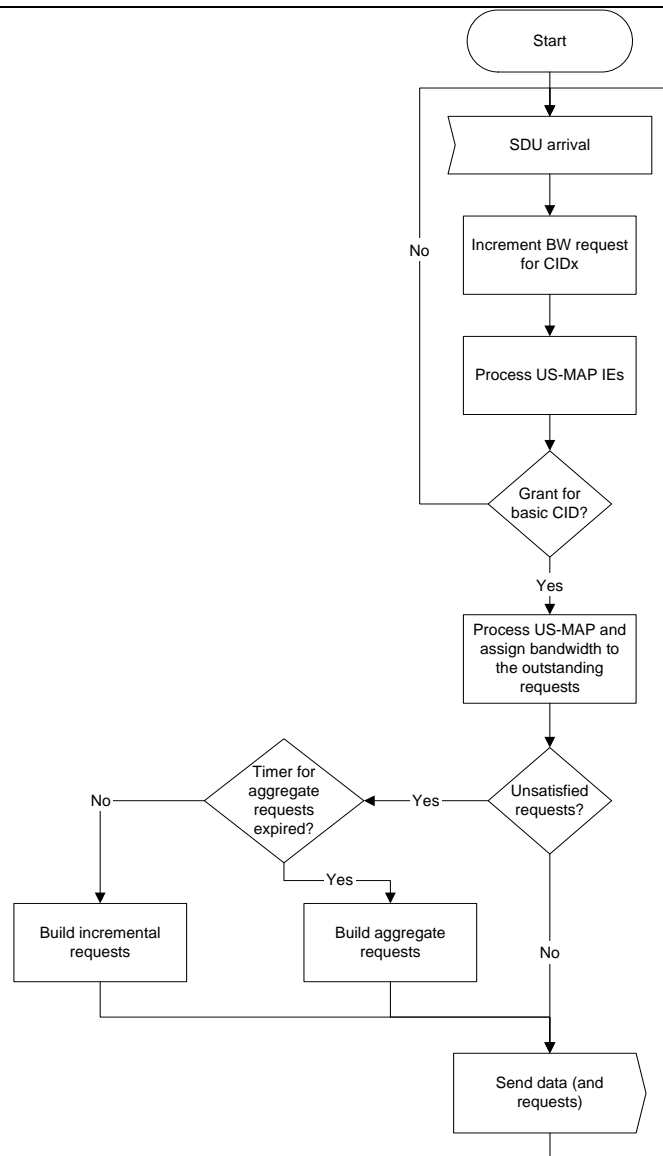 Start
SDU arrival
No
Increment BW request
for CIDx
Process US-MAP IEs
Grant for
basic CID?
Yes
Process US-MAP and
assign bandwidth to
the outstanding
requests
Timer for
aggregate
requests
expired?
No
Yes
Unsatisfied
requests?
Yes
Build incremental
requests
Build aggregate
requests
No
Send data (and
requests)